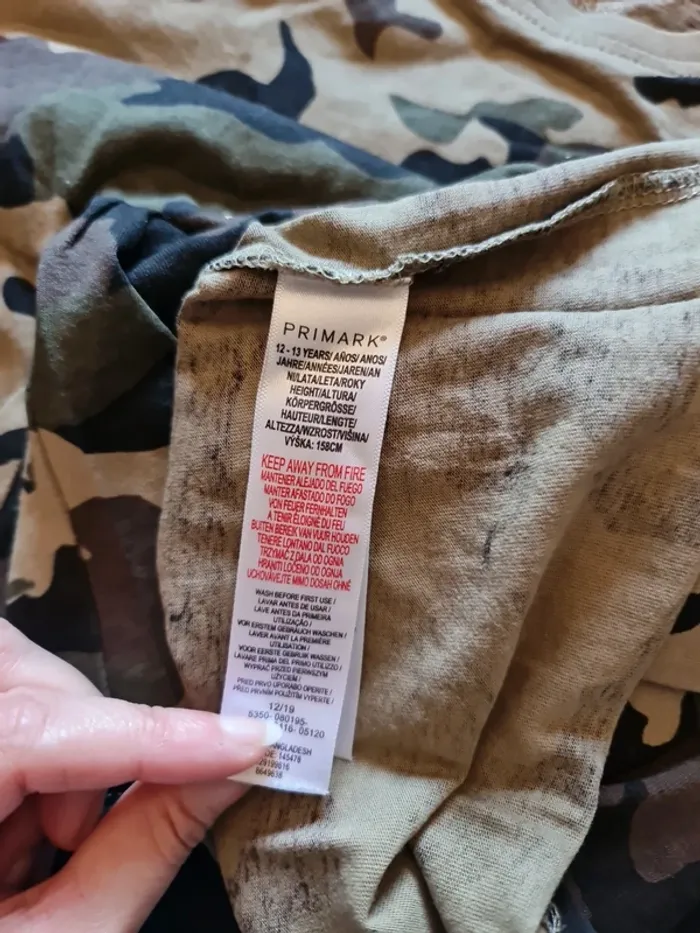 PRIMARK®
12 - 13 YEARS/ AÑOS/ ANOS/
JAHRE/ANNÉES/JAREN/AN
NI/LATA/LETA/ROKY
HEIGHT/ALTURA/
KÖRPERGRÖSSE/
HAUTEUR/LENGTE/
ALTEZZA/WZROST/VIŠINA/
VÝŠKA: 158CM
KEEP AWAY FROM FIRE
MANTENER ALEJADO DEL FUEGO
MANTER AFASTADO DO FOGO
VON FEUER FERNHALTEN
À TENIR ÉLOIGNÉ DU FEU
BUITEN BEREIK VAN VUUR HOUDEN
TENERE LONTANO DAL FUOCO
TRZYMAĆ Z DALA OD OGNIA
HRANITI LOČENO OD OGNJA
UCHOVÁVEJTE MIMO DOSAH OHNĚ
WASH BEFORE FIRST USE /
LAVAR ANTES DE USAR /
LAVE ANTES DA PRIMEIRA
UTILIZAÇÃO /
VOR ERSTEM GEBRAUCH WASCHEN /
LAVER AVANT LA PREMIÈRE
UTILISATION /
VOOR EERSTE GEBRUIK WASSEN /
LAVARE PRIMA DEL PRIMO UTILIZZO /
WYPRAĆ PRZED PIERWSZYM
UŻYCIEM /
PRED PRVO UPORABO OPERITE /
PŘED PRVNÍM POUŽITÍM VYPERTE /
12/19
6350- 080195-
116- 05120
BANGLADESH
145478
8649638